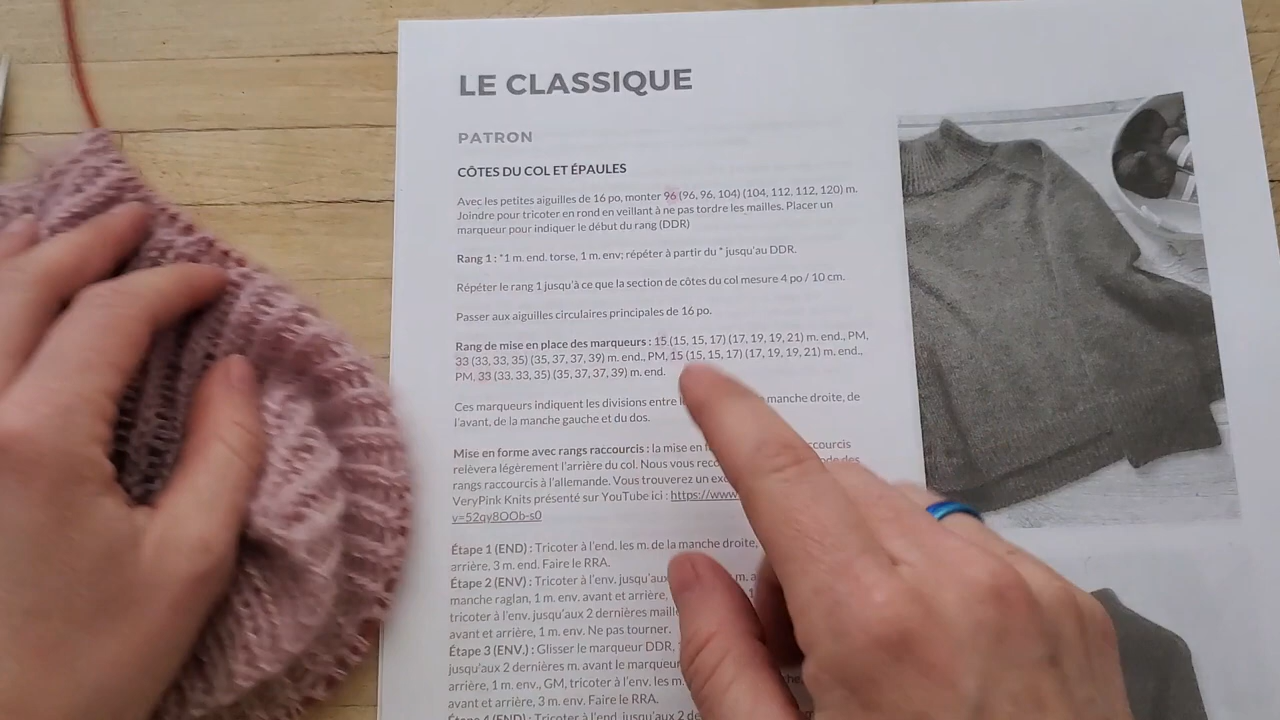 LE CLASSIQUE
PATRON
CÔTES DU COL ET ÉPAULES
Avec les petites aiguilles de 16 po, monter 96 (96, 96, 104) (104, 112, 112, 120) m.
Joindre pour tricoter en rond en veillant à ne pas tordre les mailles. Placer un
marqueur pour indiquer le début du rang (DDR)
Rang 1 : *1 m. end. torse, 1 m. env; répéter à partir du * jusqu'au DDR.
Répéter le rang 1 jusqu'à ce que la section de côtes du col mesure 4 po / 10 cm.
Passer aux aiguilles circulaires principales de 16 po.
Rang de mise en place des marqueurs : 15 (15, 15, 17) (17, 19, 19, 21) m. end., PM,
33 (33, 33, 35) (35, 37, 37, 39) m. end., PM, 15 (15, 15, 17) (17, 19, 19, 21) m. end.,
PM, 33 (33, 33, 35) (35, 37, 37, 39) m. end.
Ces marqueurs indiquent les divisions entre la manche droite, de
l'avant, de la manche gauche et du dos.
Mise en forme avec rangs raccourcis : la mise en
relèvera légèrement l'arrière du col. Nous vous
rangs raccourcis à l'allemande. Vous trouverez un
VeryPink Knits présenté sur YouTube ici : https://www
v=52qy8OOb-s0
Étape 1 (END) : Tricoter à l'end. les m. de la manche droite,
arrière, 3 m. end. Faire le RRA.
Étape 2 (ENV) : Tricoter à l'env. m.
manche raglan, 1 m. env. avant et arrière,
tricoter à l'env. jusqu'aux 2 dernières
avant et arrière, 1 m. env. Ne pas tourner.
Étape 3 (ENV.) : Glisser le marqueur DDR,
jusqu'aux 2 dernières m. avant le marqueur
arrière, 1 m. env., GM, tricoter à l'env. les m.
avant et arrière, 3 m. env. Faire le RRA.
Étape 4 (END) : Tricoter à l'end. jusqu'aux 2